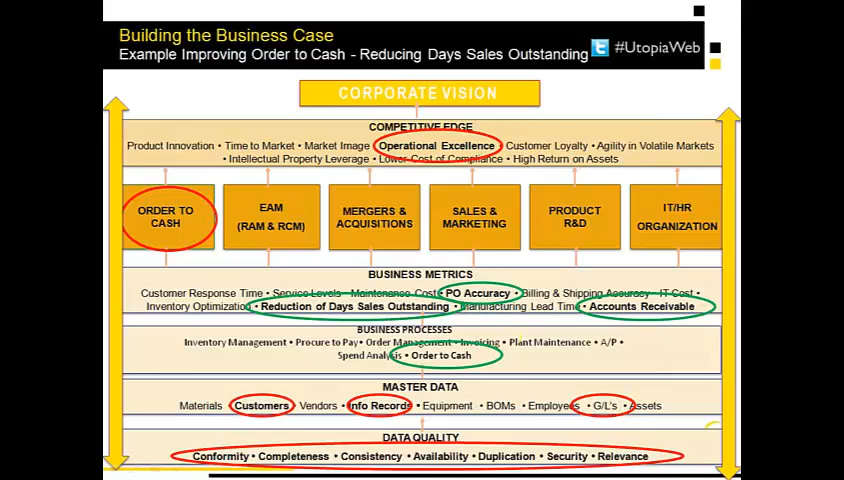 Building the Business Case
Example Improving Order to Cash - Reducing Days Sales Outstanding
#UtopiaWeb
CORPORATE VISION
COMPETITIVE EDGE
Product Innovation • Time to Market • Market Image • Operational Excellence • Customer Loyalty • Agility in Volatile Markets
• Intellectual Property Leverage • Lower Cost of Compliance • High Return on Assets
ORDER TO
CASH
EAM
(RAM & RCM)
MERGERS &
ACQUISITIONS
SALES &
MARKETING
PRODUCT
R&D
IT/HR
ORGANIZATION
BUSINESS METRICS
Customer Response Time • Service Levels • Maintenance Cost • PO Accuracy • Billing & Shipping Accuracy • IT Cost •
Inventory Optimization • Reduction of Days Sales Outstanding • Manufacturing Lead Time • Accounts Receivable
BUSINESS PROCESSES
Inventory Management • Procure to Pay • Order Management • Invoicing • Plant Maintenance • A/P •
Spend Analysis • Order to Cash
MASTER DATA
Materials • Customers • Vendors • Info Records • Equipment • BOMs • Employees • G/L's • Assets
DATA QUALITY
Conformity • Completeness • Consistency • Availability • Duplication • Security • Relevance